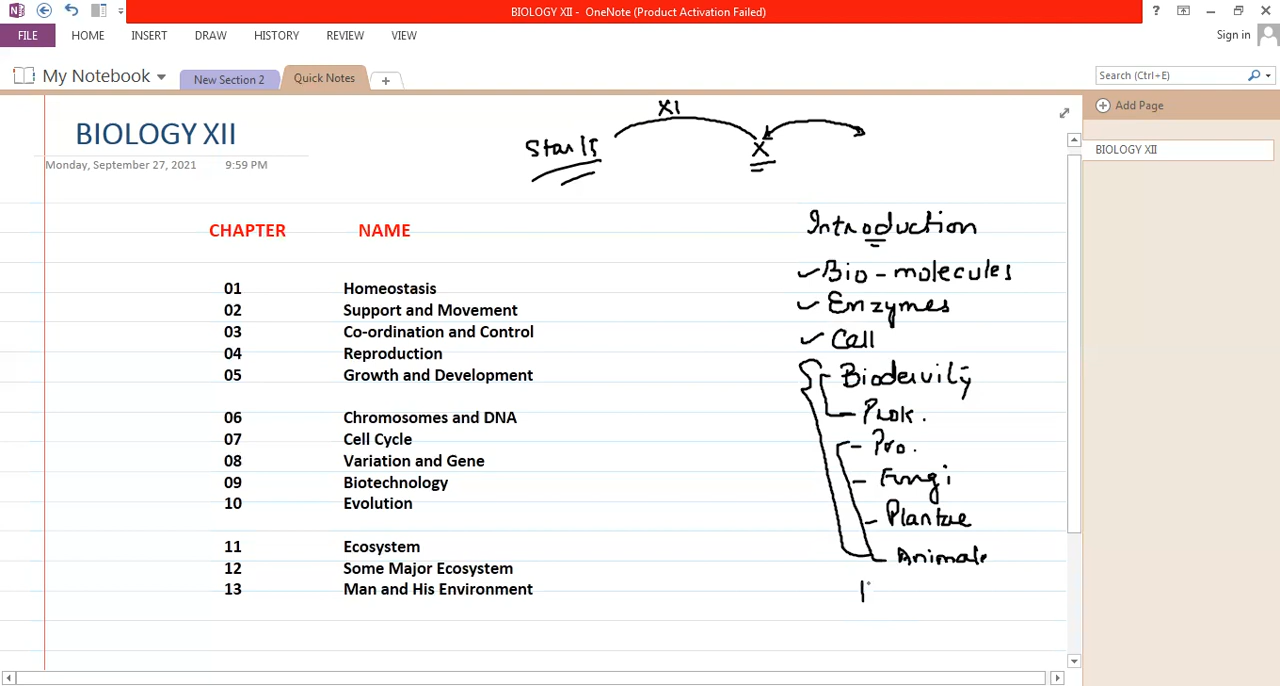 BIOLOGY XII - OneNote (Product Activation Failed)
FILE HOME INSERT DRAW HISTORY REVIEW VIEW
Sign in
My Notebook New Section 2 Quick Notes
Search (Ctrl+E)
Add Page
BIOLOGY XII
BIOLOGY XII
Monday, September 27, 2021 9:59 PM
XI
X
CHAPTER NAME
01 Homeostasis
02 Support and Movement
03 Co-ordination and Control
04 Reproduction
05 Growth and Development
06 Chromosomes and DNA
07 Cell Cycle
08 Variation and Gene
09 Biotechnology
10 Evolution
11 Ecosystem
12 Some Major Ecosystem
13 Man and His Environment
Introduction
Bio - molecules
Enzymes
Cell
Prok.
Pro.
Fungi
Plantae